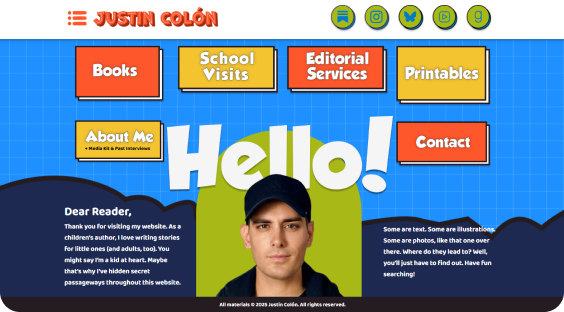 JUSTIN COLÓN
Books
School
Visits
Editorial
Services
Printables
About Me
+ Media Kit & Past Interviews
Contact
Hello!
Dear Reader,
Thank you for visiting my website. As a
children's author, I love writing stories
for little ones (and adults, too). You
might say I'm a kid at heart. Maybe
that's why I've hidden secret
passageways throughout this website.
Some are text. Some are illustrations.
Some are photos, like that one over
there. Where do they lead to? Well,
you'll just have to find out. Have fun
searching!
All materials © 2025 Justin Colón. All rights reserved.